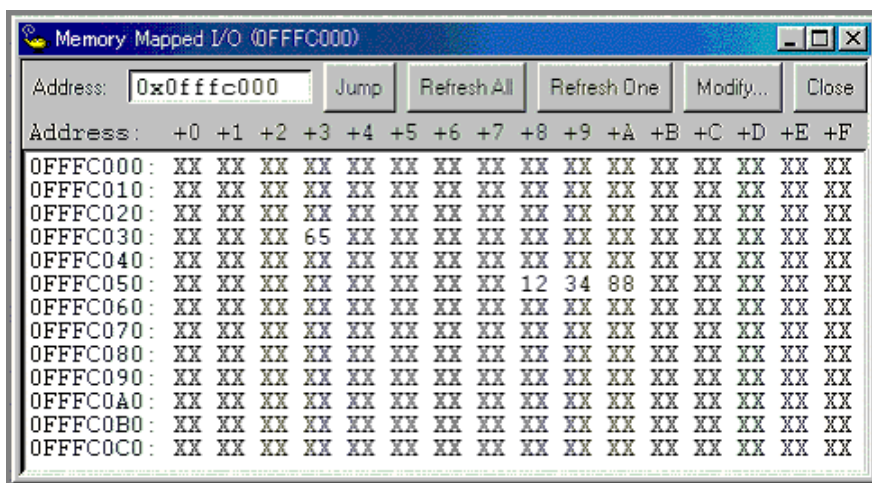 Memory Mapped I/O (0FFFC000)
Address: 0x0fffc000 Jump Refresh All Refresh One Modify... Close
Address: +0 +1 +2 +3 +4 +5 +6 +7 +8 +9 +A +B +C +D +E +F
0FFFC000: XX XX XX XX XX XX XX XX XX XX XX XX XX XX XX XX
0FFFC010: XX XX XX XX XX XX XX XX XX XX XX XX XX XX XX XX
0FFFC020: XX XX XX XX XX XX XX XX XX XX XX XX XX XX XX XX
0FFFC030: XX XX XX 65 XX XX XX XX XX XX XX XX XX XX XX XX
0FFFC040: XX XX XX XX XX XX XX XX XX XX XX XX XX XX XX XX
0FFFC050: XX XX XX XX XX XX XX XX 12 34 88 XX XX XX XX XX
0FFFC060: XX XX XX XX XX XX XX XX XX XX XX XX XX XX XX XX
0FFFC070: XX XX XX XX XX XX XX XX XX XX XX XX XX XX XX XX
0FFFC080: XX XX XX XX XX XX XX XX XX XX XX XX XX XX XX XX
0FFFC090: XX XX XX XX XX XX XX XX XX XX XX XX XX XX XX XX
0FFFC0A0: XX XX XX XX XX XX XX XX XX XX XX XX XX XX XX XX
0FFFC0B0: XX XX XX XX XX XX XX XX XX XX XX XX XX XX XX XX
0FFFC0C0: XX XX XX XX XX XX XX XX XX XX XX XX XX XX XX XX